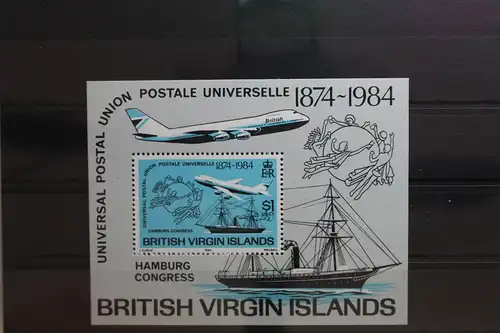 UNIVERSAL POSTAL UNION POSTALE UNIVERSELLE 1874~1984
British
UNIVERSAL POSTAL UNION POSTALE UNIVERSELLE 1874~1984
EIIR
$1
HAMBURG CONGRESS
BRITISH VIRGIN ISLANDS
HAMBURG
CONGRESS
BRITISH VIRGIN ISLANDS